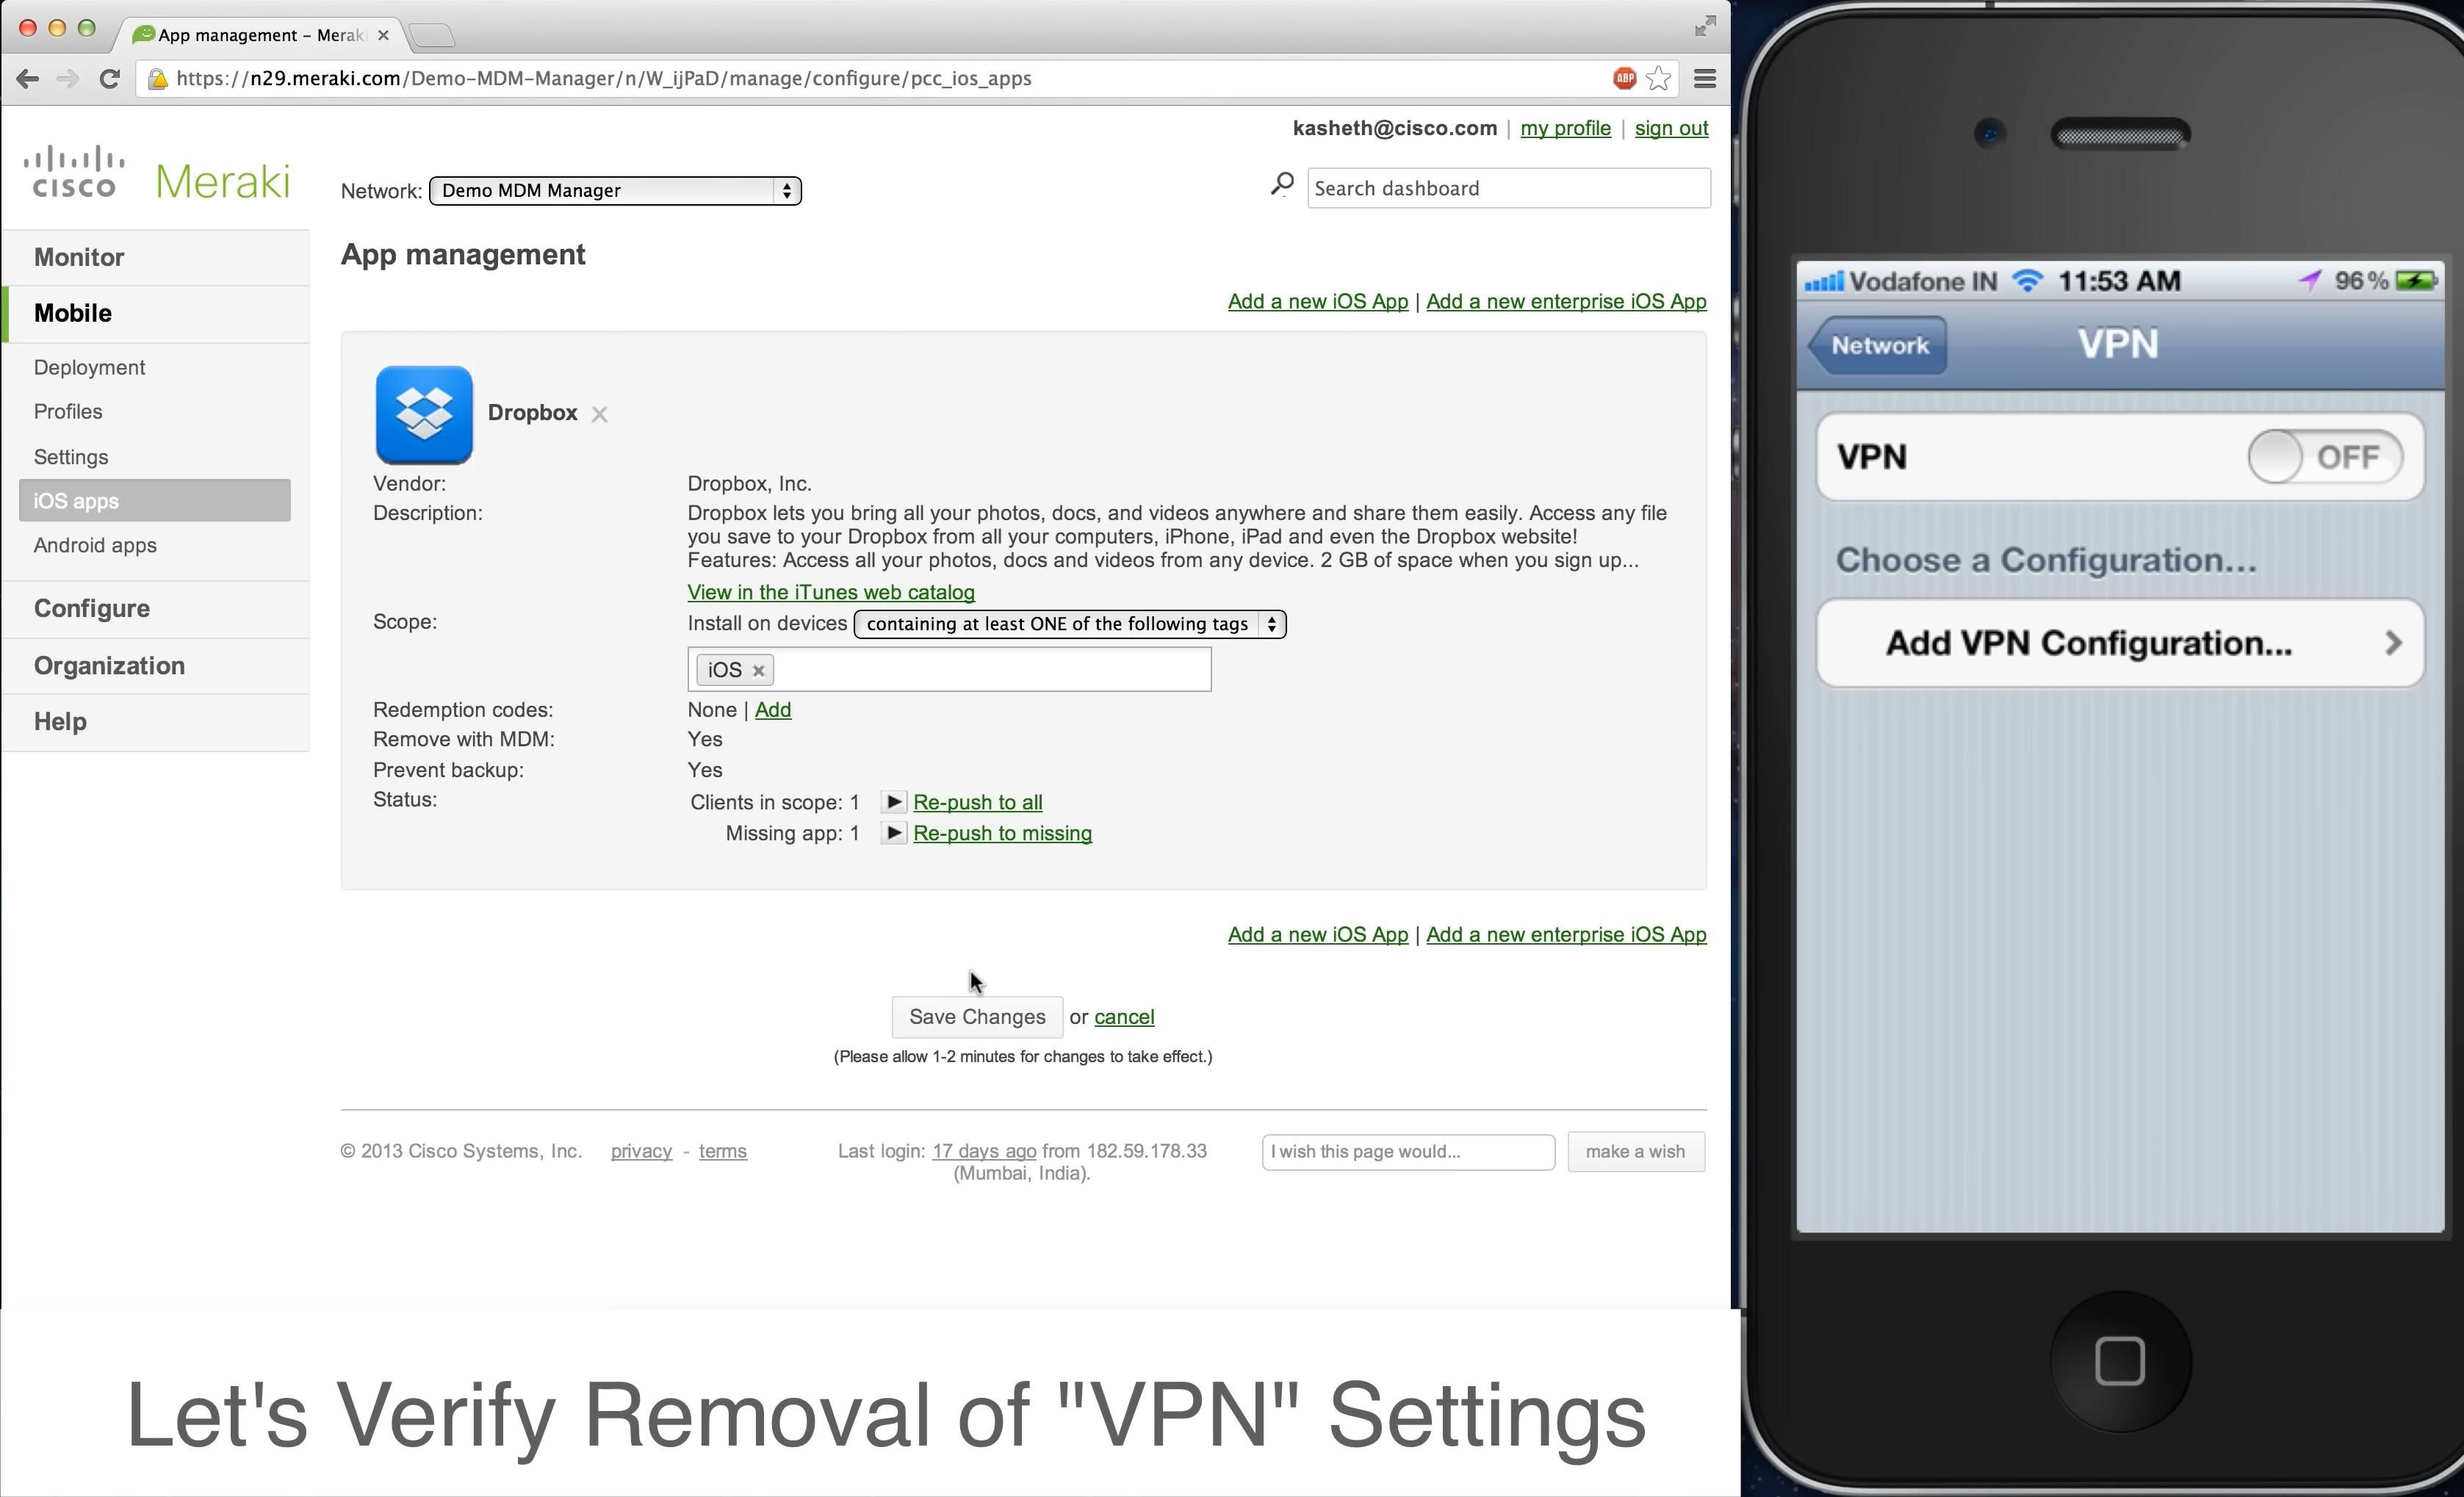 App management – Merak
https://n29.meraki.com/Demo-MDM-Manager/n/W_ijPaD/manage/configure/pcc_ios_apps
ABP
kasheth@cisco.com | my profile | sign out
CISCO Meraki
Network: Demo MDM Manager
Search dashboard
Monitor
Mobile
Deployment
Profiles
Settings
iOS apps
Android apps
Configure
Organization
Help
App management
Add a new iOS App | Add a new enterprise iOS App
Dropbox
Vendor: Dropbox, Inc.
Description: Dropbox lets you bring all your photos, docs, and videos anywhere and share them easily. Access any file
you save to your Dropbox from all your computers, iPhone, iPad and even the Dropbox website!
Features: Access all your photos, docs and videos from any device. 2 GB of space when you sign up...
View in the iTunes web catalog
Scope: Install on devices containing at least ONE of the following tags
iOS
Redemption codes: None | Add
Remove with MDM: Yes
Prevent backup: Yes
Status: Clients in scope: 1 Re-push to all
Missing app: 1 Re-push to missing
Add a new iOS App | Add a new enterprise iOS App
Save Changes or cancel
(Please allow 1-2 minutes for changes to take effect.)
© 2013 Cisco Systems, Inc. privacy - terms
Last login: 17 days ago from 182.59.178.33
(Mumbai, India).
I wish this page would...
make a wish
Vodafone IN 11:53 AM 96%
Network VPN
VPN OFF
Choose a Configuration...
Add VPN Configuration...
Let's Verify Removal of "VPN" Settings